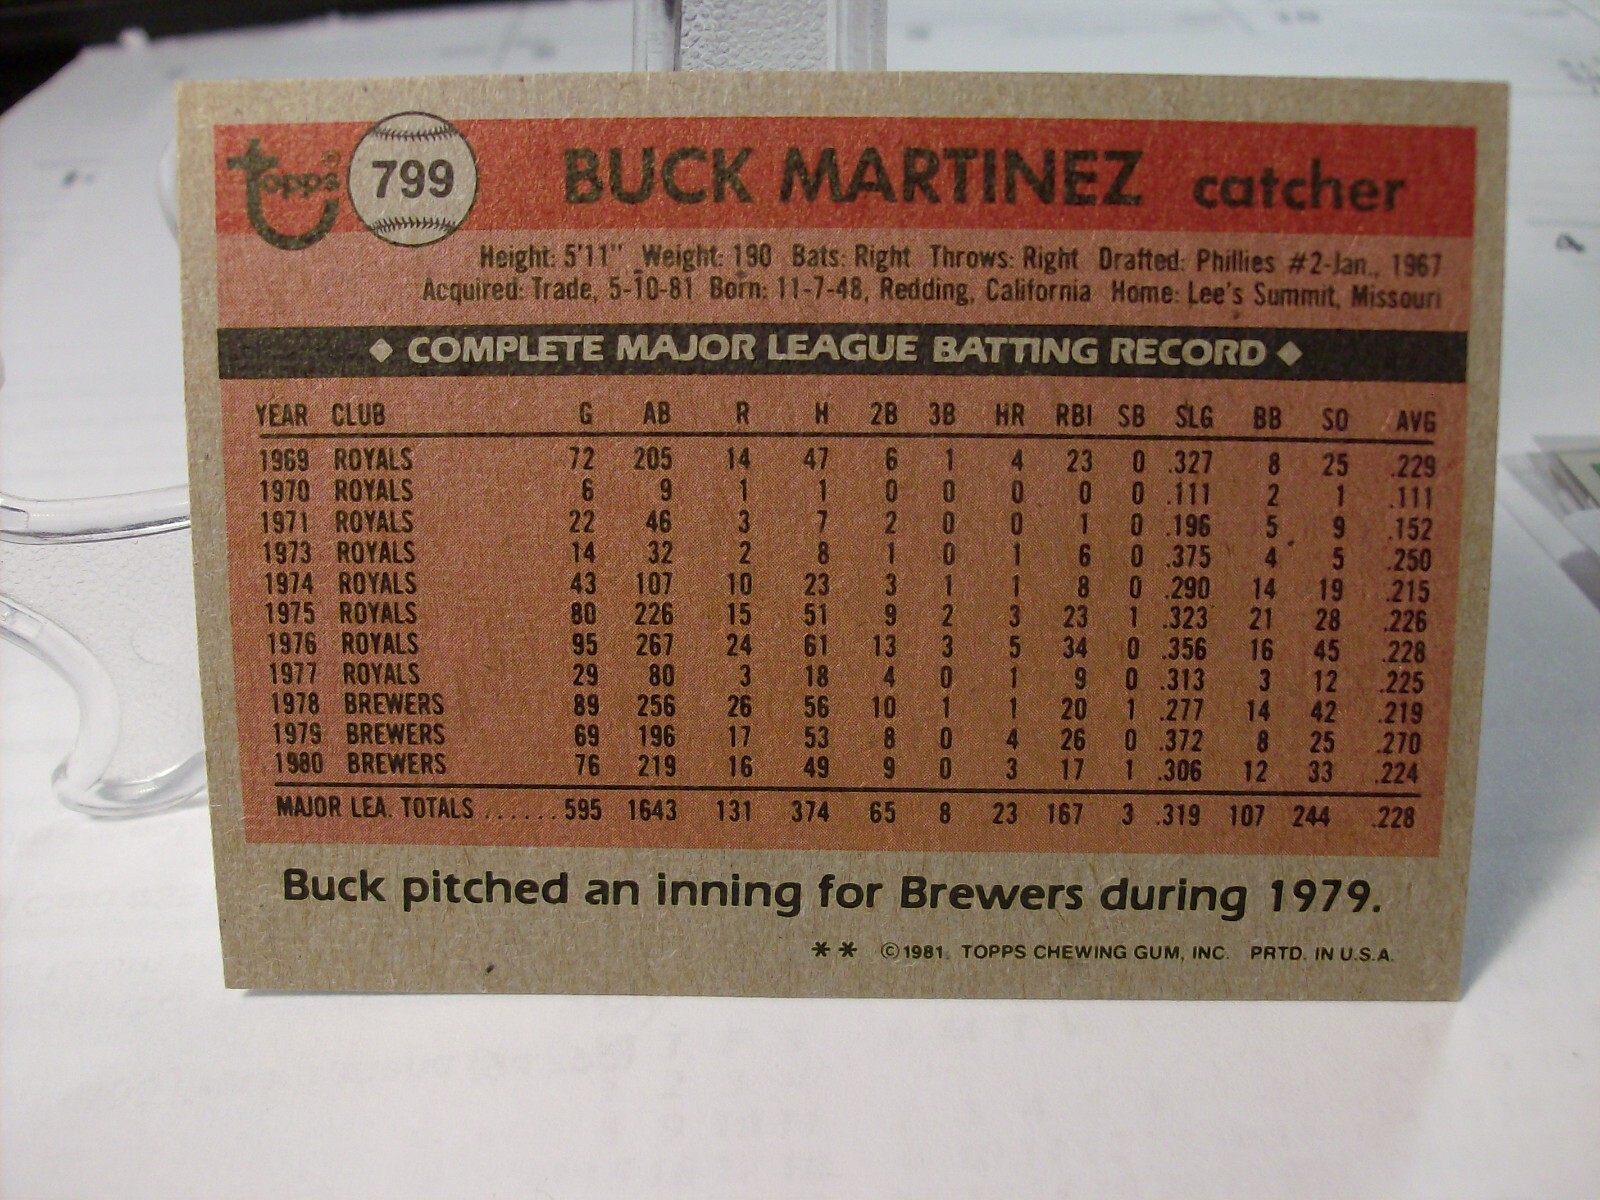 Topps® 799 BUCK MARTINEZ catcher
Height: 5'11" Weight: 190 Bats: Right Throws: Right Drafted: Phillies #2-Jan., 1967
Acquired: Trade, 5-10-81 Born: 11-7-48, Redding, California Home: Lee's Summit, Missouri
◆ COMPLETE MAJOR LEAGUE BATTING RECORD ◆
YEAR CLUB G AB R H 2B 3B HR RBI SB SLG BB SO AVG
1969 ROYALS 72 205 14 47 6 1 4 23 0 .327 8 25 .229
1970 ROYALS 6 9 1 1 0 0 0 0 0 .111 2 1 .111
1971 ROYALS 22 46 3 7 2 0 0 1 0 .196 5 9 .152
1973 ROYALS 14 32 2 8 1 0 1 6 0 .375 4 5 .250
1974 ROYALS 43 107 10 23 3 1 1 8 0 .290 14 19 .215
1975 ROYALS 80 226 15 51 9 2 3 23 1 .323 21 28 .226
1976 ROYALS 95 267 24 61 13 3 5 34 0 .356 16 45 .228
1977 ROYALS 29 80 3 18 4 0 1 9 0 .313 3 12 .225
1978 BREWERS 89 256 26 56 10 1 1 20 1 .277 14 42 .219
1979 BREWERS 69 196 17 53 8 0 4 26 0 .372 8 25 .270
1980 BREWERS 76 219 16 49 9 0 3 17 1 .306 12 33 .224
MAJOR LEA. TOTALS ...... 595 1643 131 374 65 8 23 167 3 .319 107 244 .228
Buck pitched an inning for Brewers during 1979.
** ©1981. TOPPS CHEWING GUM, INC. PRTD. IN U.S.A.